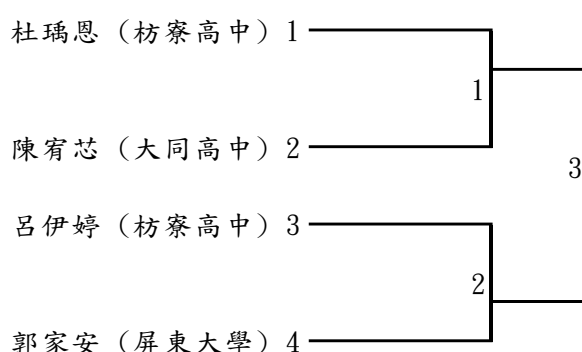 杜瑀恩（枋寮高中）1
1
陳宥芯（大同高中）2
3
呂伊婷（枋寮高中）3
2
郭家安（屏東大學）4